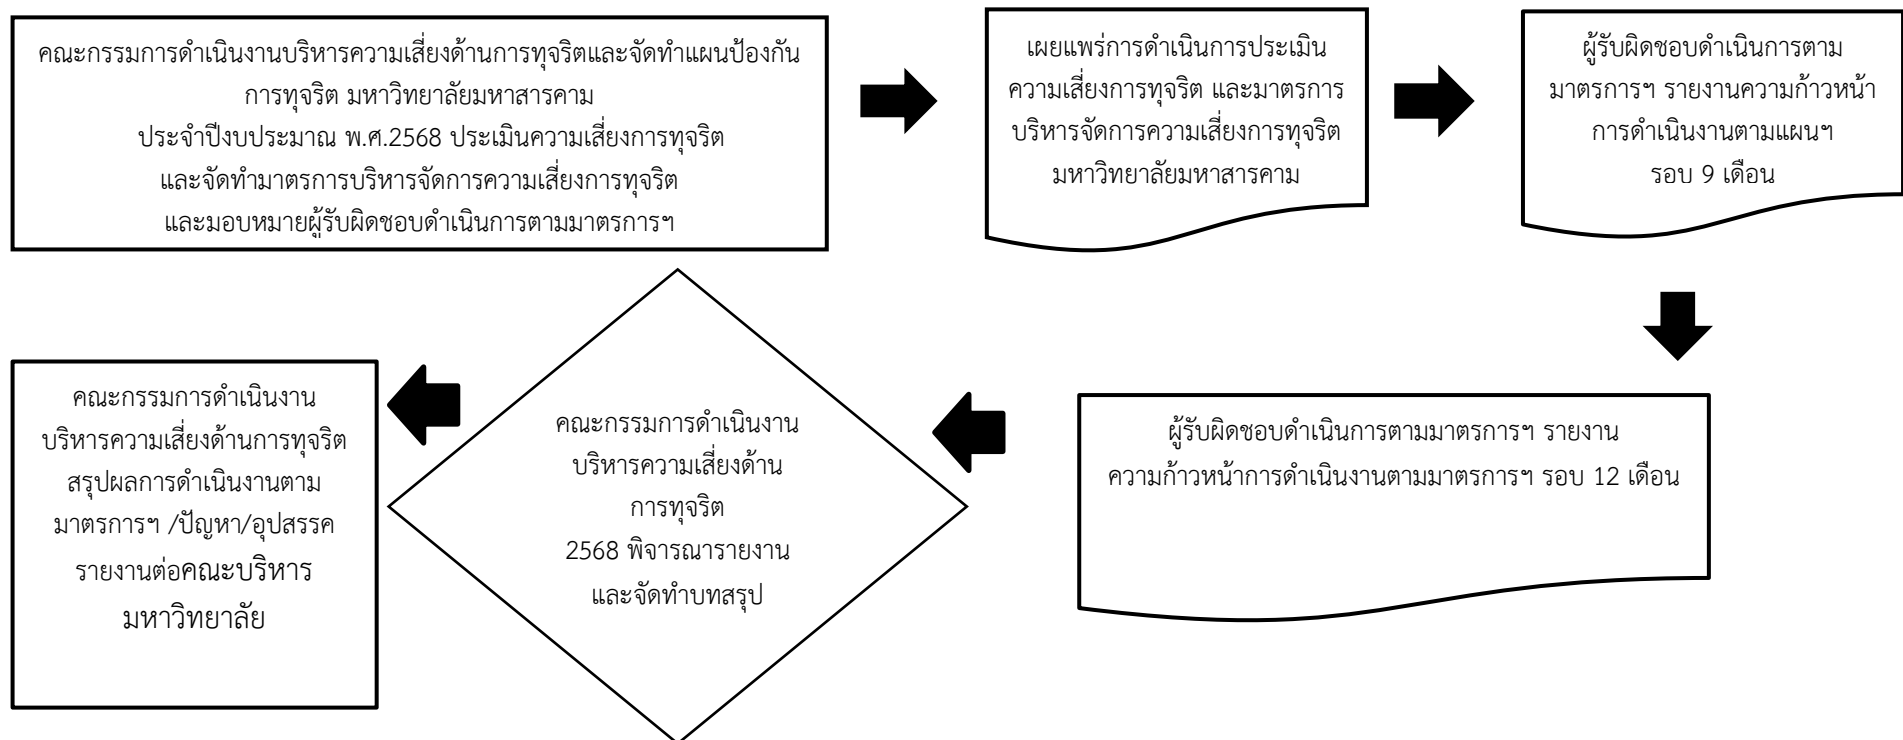 คณะกรรมการดำเนินงานบริหารความเสี่ยงด้านการทุจริตและจัดทำแผนป้องกัน
การทุจริต มหาวิทยาลัยมหาสารคาม
ประจำปีงบประมาณ พ.ศ.2568 ประเมินความเสี่ยงการทุจริต
และจัดทำมาตรการบริหารจัดการความเสี่ยงการทุจริต
และมอบหมายผู้รับผิดชอบดำเนินการตามมาตรการฯ
เผยแพร่การดำเนินการประเมิน
ความเสี่ยงการทุจริต และมาตรการ
บริหารจัดการความเสี่ยงการทุจริต
มหาวิทยาลัยมหาสารคาม
ผู้รับผิดชอบดำเนินการตาม
มาตรการฯ รายงานความก้าวหน้า
การดำเนินงานตามแผนฯ
รอบ 9 เดือน
ผู้รับผิดชอบดำเนินการตามมาตรการฯ รายงาน
ความก้าวหน้าการดำเนินงานตามมาตรการฯ รอบ 12 เดือน
คณะกรรมการดำเนินงาน
บริหารความเสี่ยงด้าน
การทุจริต
2568 พิจารณารายงาน
และจัดทำบทสรุป
คณะกรรมการดำเนินงาน
บริหารความเสี่ยงด้านการทุจริต
สรุปผลการดำเนินงานตาม
มาตรการฯ /ปัญหา/อุปสรรค
รายงานต่อคณะบริหาร
มหาวิทยาลัย